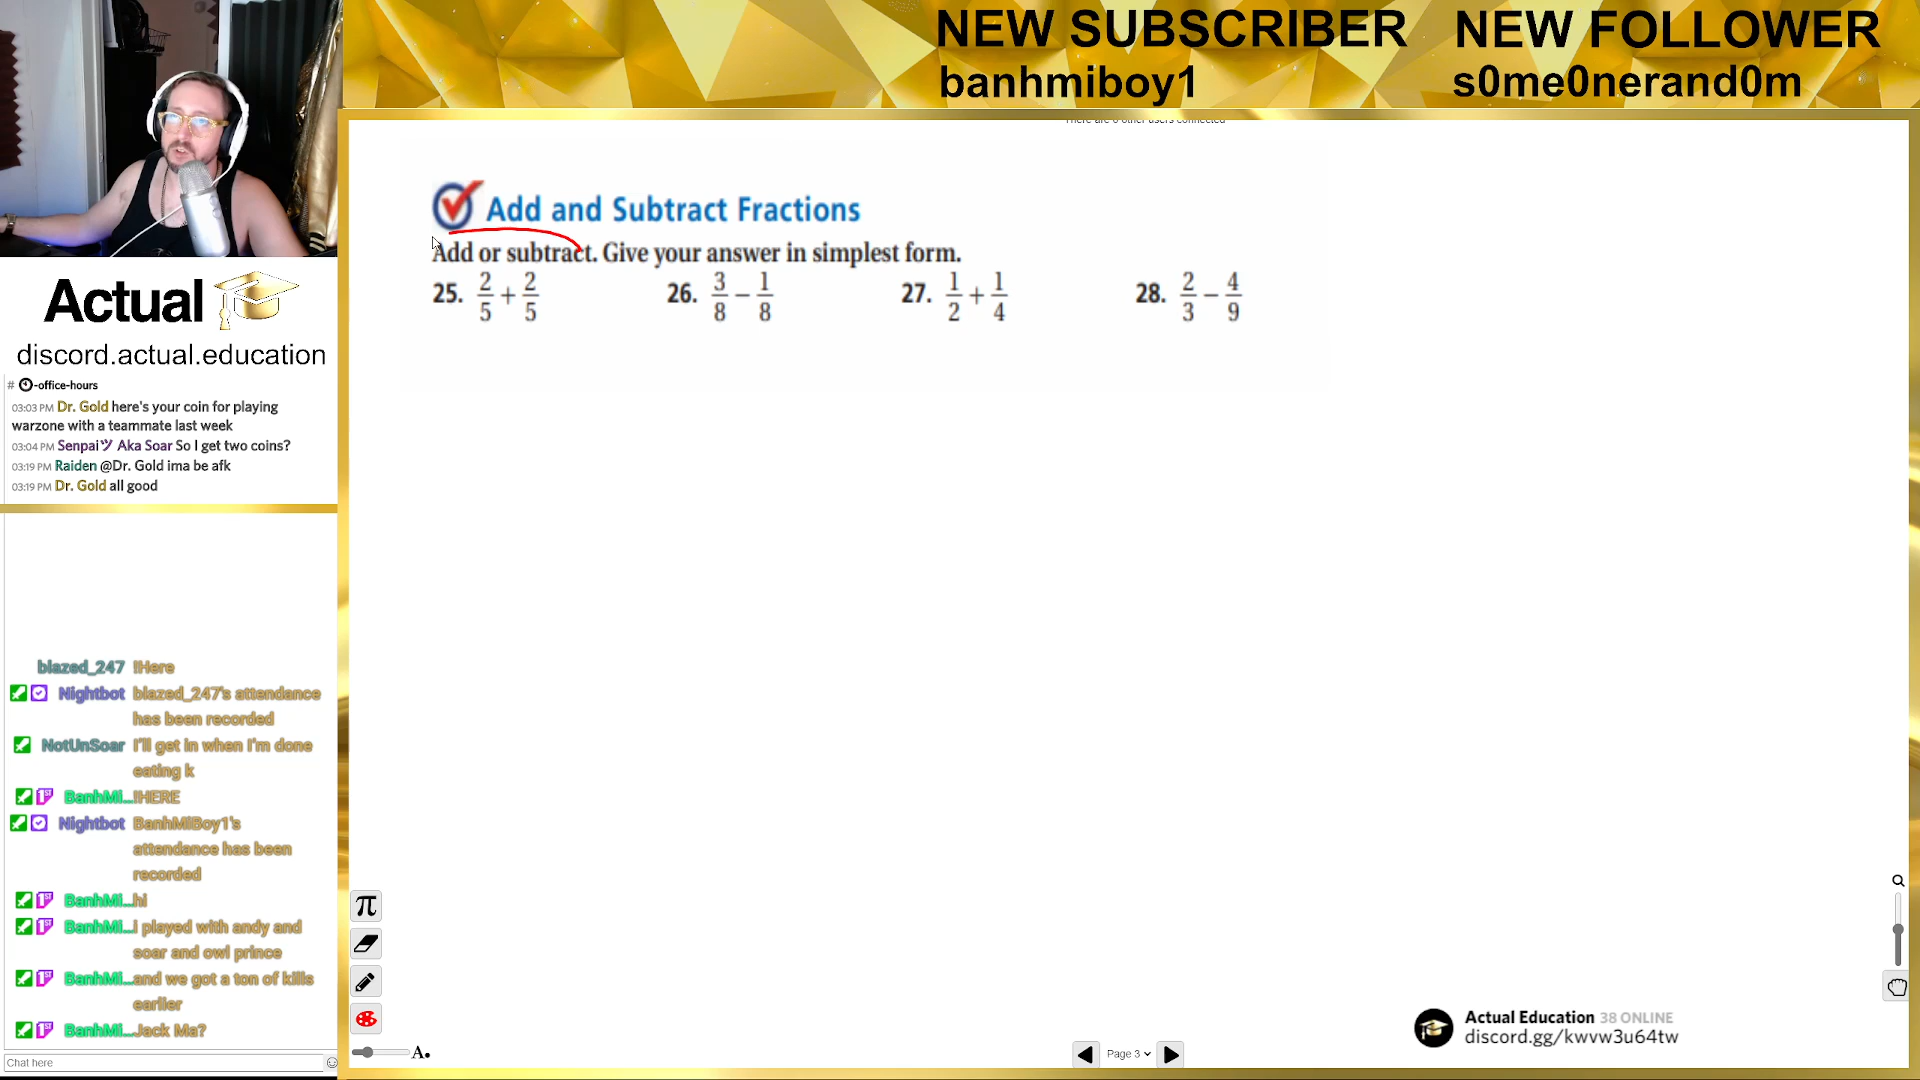 NEW SUBSCRIBER
banhmiboy1
NEW FOLLOWER
s0me0nerand0m
There are 0 other users connected
Add and Subtract Fractions
Add or subtract. Give your answer in simplest form.
25. 2/5 + 2/5
26. 3/8 − 1/8
27. 1/2 + 1/4
28. 2/3 − 4/9
Actual
discord.actual.education
# -office-hours
03:03 PM Dr. Gold here's your coin for playing
warzone with a teammate last week
03:04 PM Senpaiツ Aka Soar So I get two coins?
03:19 PM Raiden @Dr. Gold ima be afk
03:19 PM Dr. Gold all good
blazed_247 !Here
Nightbot blazed_247's attendance
has been recorded
NotUnSoar I'll get in when I'm done
eating k
BanhMi... !HERE
Nightbot BanhMiBoy1's
attendance has been
recorded
BanhMi... hi
BanhMi... I played with andy and
soar and owl prince
BanhMi... and we got a ton of kills
earlier
BanhMi... Jack Ma?
Chat here
π
A
Page 3
Actual Education 38 ONLINE
discord.gg/kwvw3u64tw